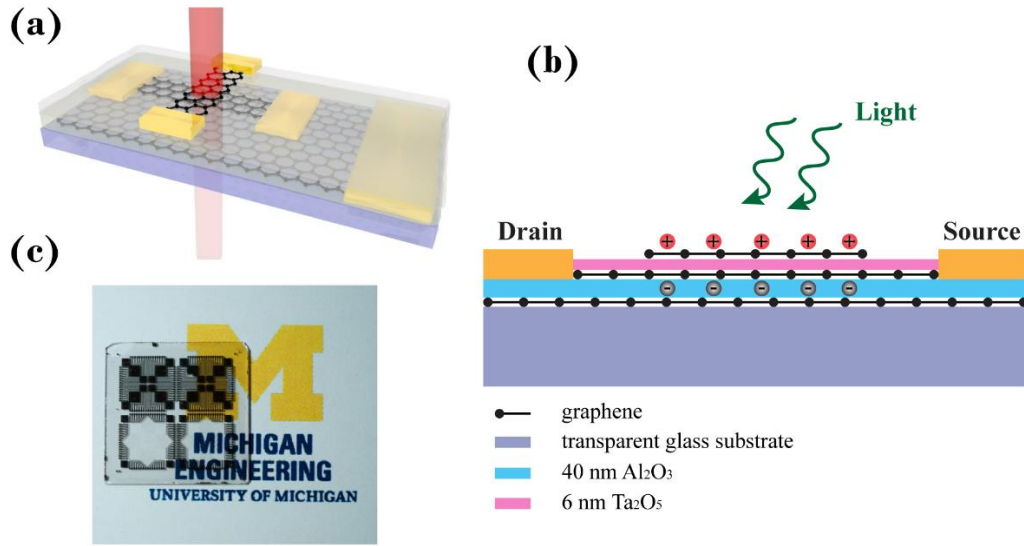 (a)
(b)
Light
Drain
Source
+ + + + +
- - - - -
graphene
transparent glass substrate
40 nm Al₂O₃
6 nm Ta₂O₅
(c)
M
MICHIGAN
ENGINEERING
UNIVERSITY OF MICHIGAN